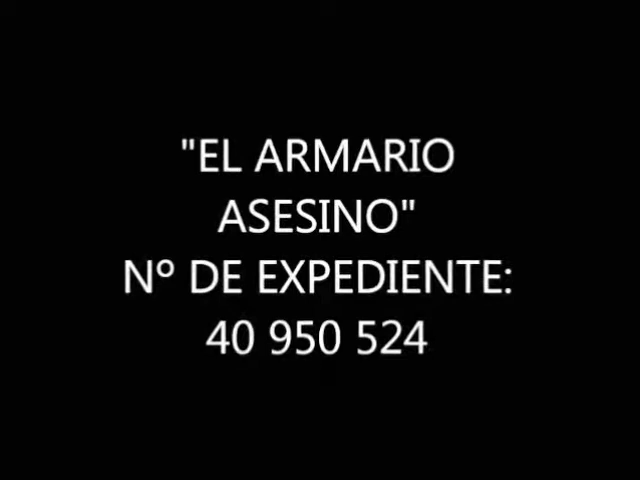 "EL ARMARIO
ASESINO"
Nº DE EXPEDIENTE:
40 950 524